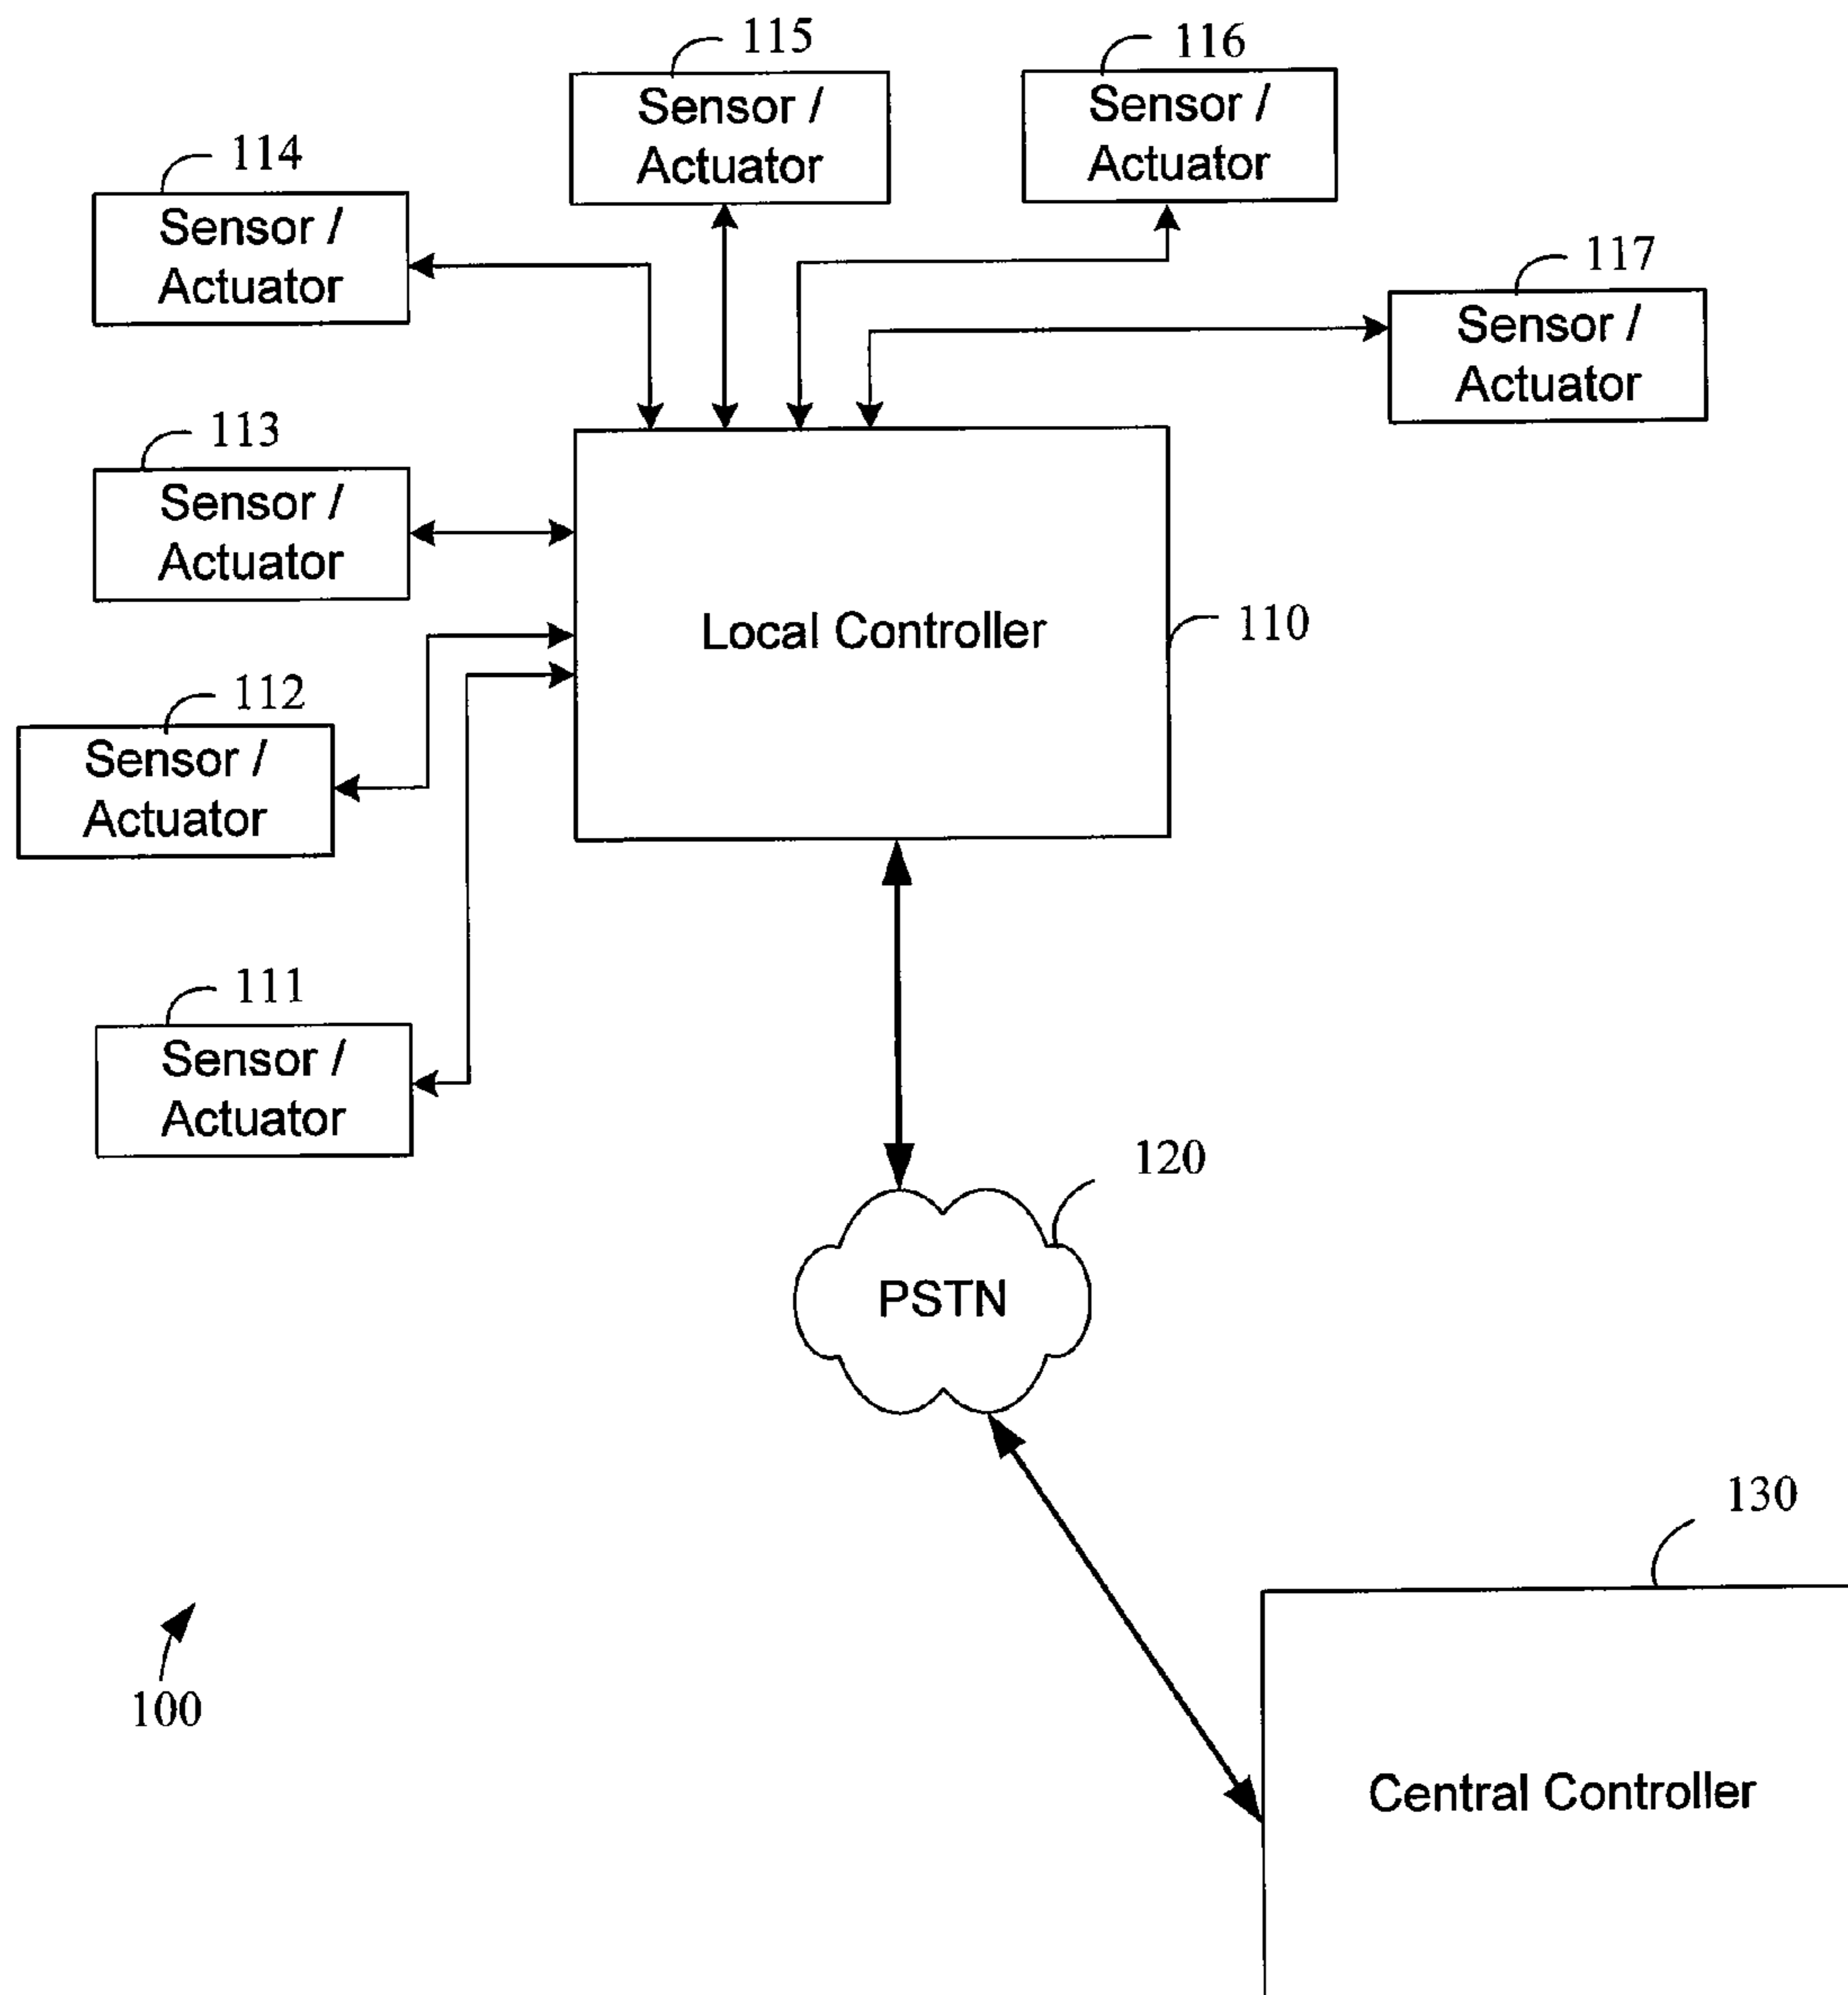 115
Sensor /
Actuator
116
Sensor /
Actuator
114
Sensor /
Actuator
117
Sensor /
Actuator
113
Sensor /
Actuator
Local Controller
110
112
Sensor /
Actuator
111
Sensor /
Actuator
120
PSTN
130
Central Controller
100